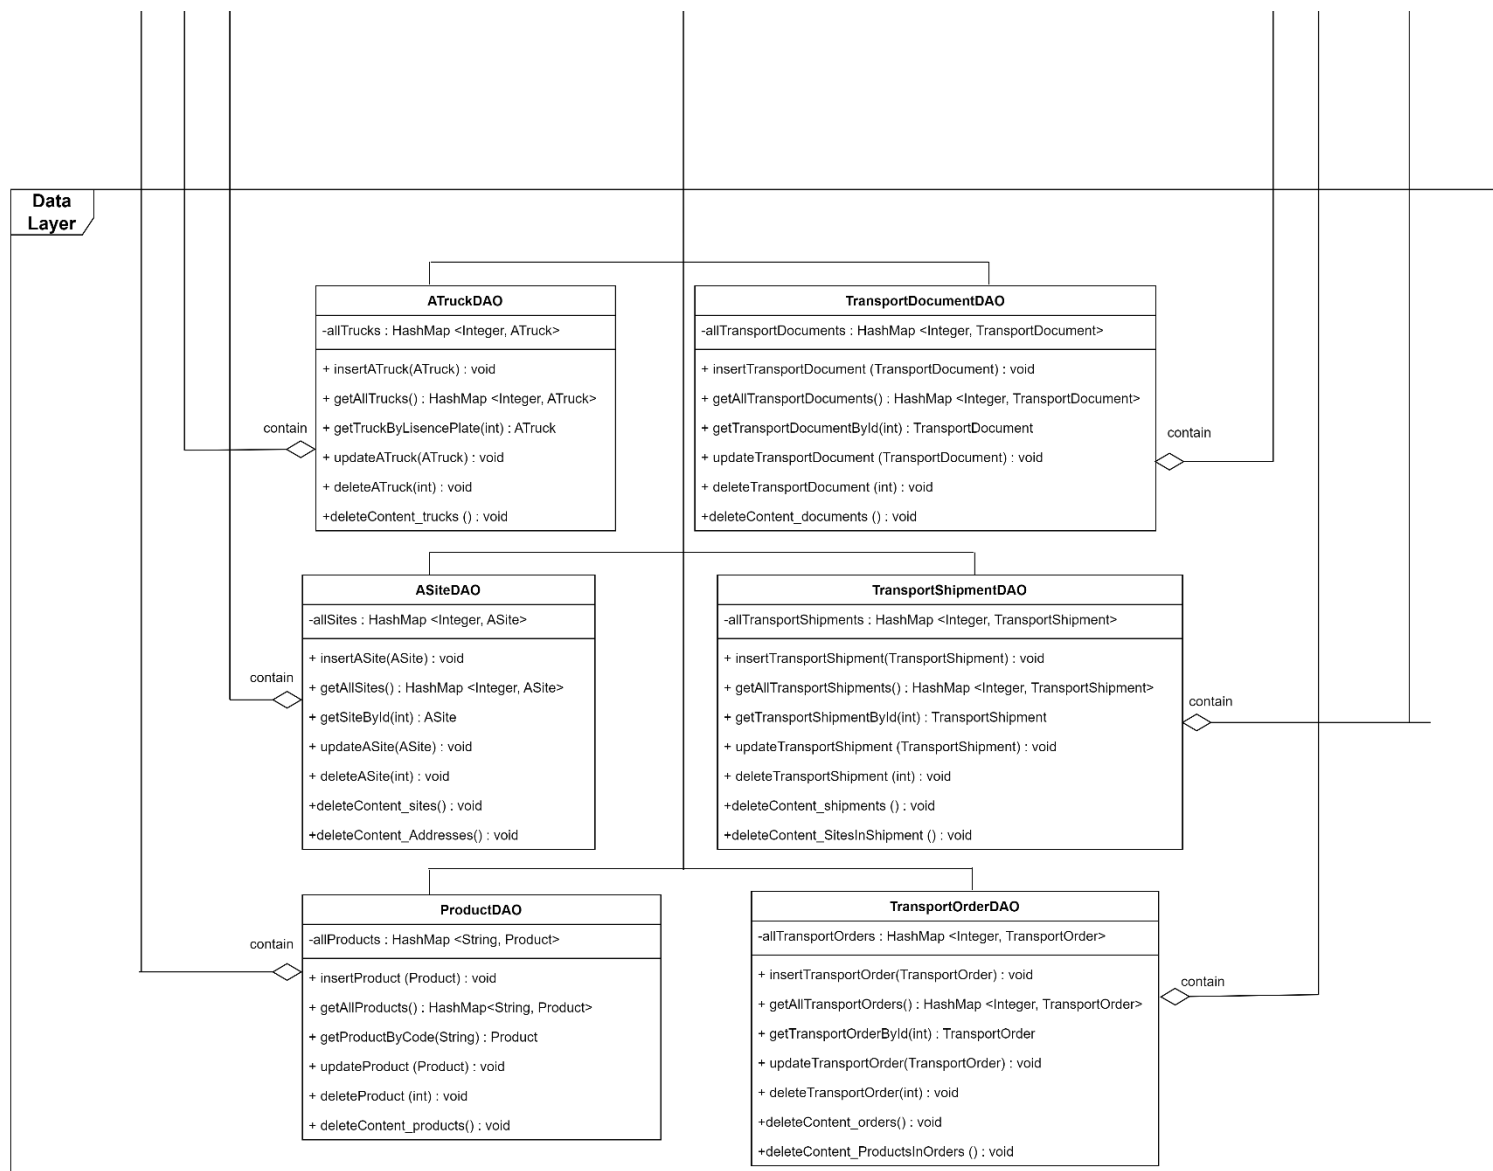 Data
Layer
ATruckDAO
-allTrucks : HashMap <Integer, ATruck>
+ insertATruck(ATruck) : void
+ getAllTrucks() : HashMap <Integer, ATruck>
+ getTruckByLisencePlate(int) : ATruck
+ updateATruck(ATruck) : void
+ deleteATruck(int) : void
+deleteContent_trucks () : void
contain
TransportDocumentDAO
-allTransportDocuments : HashMap <Integer, TransportDocument>
+ insertTransportDocument (TransportDocument) : void
+ getAllTransportDocuments() : HashMap <Integer, TransportDocument>
+ getTransportDocumentById(int) : TransportDocument
+ updateTransportDocument (TransportDocument) : void
+ deleteTransportDocument (int) : void
+deleteContent_documents () : void
contain
ASiteDAO
-allSites : HashMap <Integer, ASite>
+ insertASite(ASite) : void
+ getAllSites() : HashMap <Integer, ASite>
+ getSiteById(int) : ASite
+ updateASite(ASite) : void
+ deleteASite(int) : void
+deleteContent_sites() : void
+deleteContent_Addresses() : void
contain
TransportShipmentDAO
-allTransportShipments : HashMap <Integer, TransportShipment>
+ insertTransportShipment(TransportShipment) : void
+ getAllTransportShipments() : HashMap <Integer, TransportShipment>
+ getTransportShipmentById(int) : TransportShipment
+ updateTransportShipment (TransportShipment) : void
+ deleteTransportShipment (int) : void
+deleteContent_shipments () : void
+deleteContent_SitesInShipment () : void
contain
ProductDAO
-allProducts : HashMap <String, Product>
+ insertProduct (Product) : void
+ getAllProducts() : HashMap<String, Product>
+ getProductByCode(String) : Product
+ updateProduct (Product) : void
+ deleteProduct (int) : void
+ deleteContent_products() : void
contain
TransportOrderDAO
-allTransportOrders : HashMap <Integer, TransportOrder>
+ insertTransportOrder(TransportOrder) : void
+ getAllTransportOrders() : HashMap <Integer, TransportOrder>
+ getTransportOrderById(int) : TransportOrder
+ updateTransportOrder(TransportOrder) : void
+ deleteTransportOrder(int) : void
+deleteContent_orders() : void
+deleteContent_ProductsInOrders () : void
contain